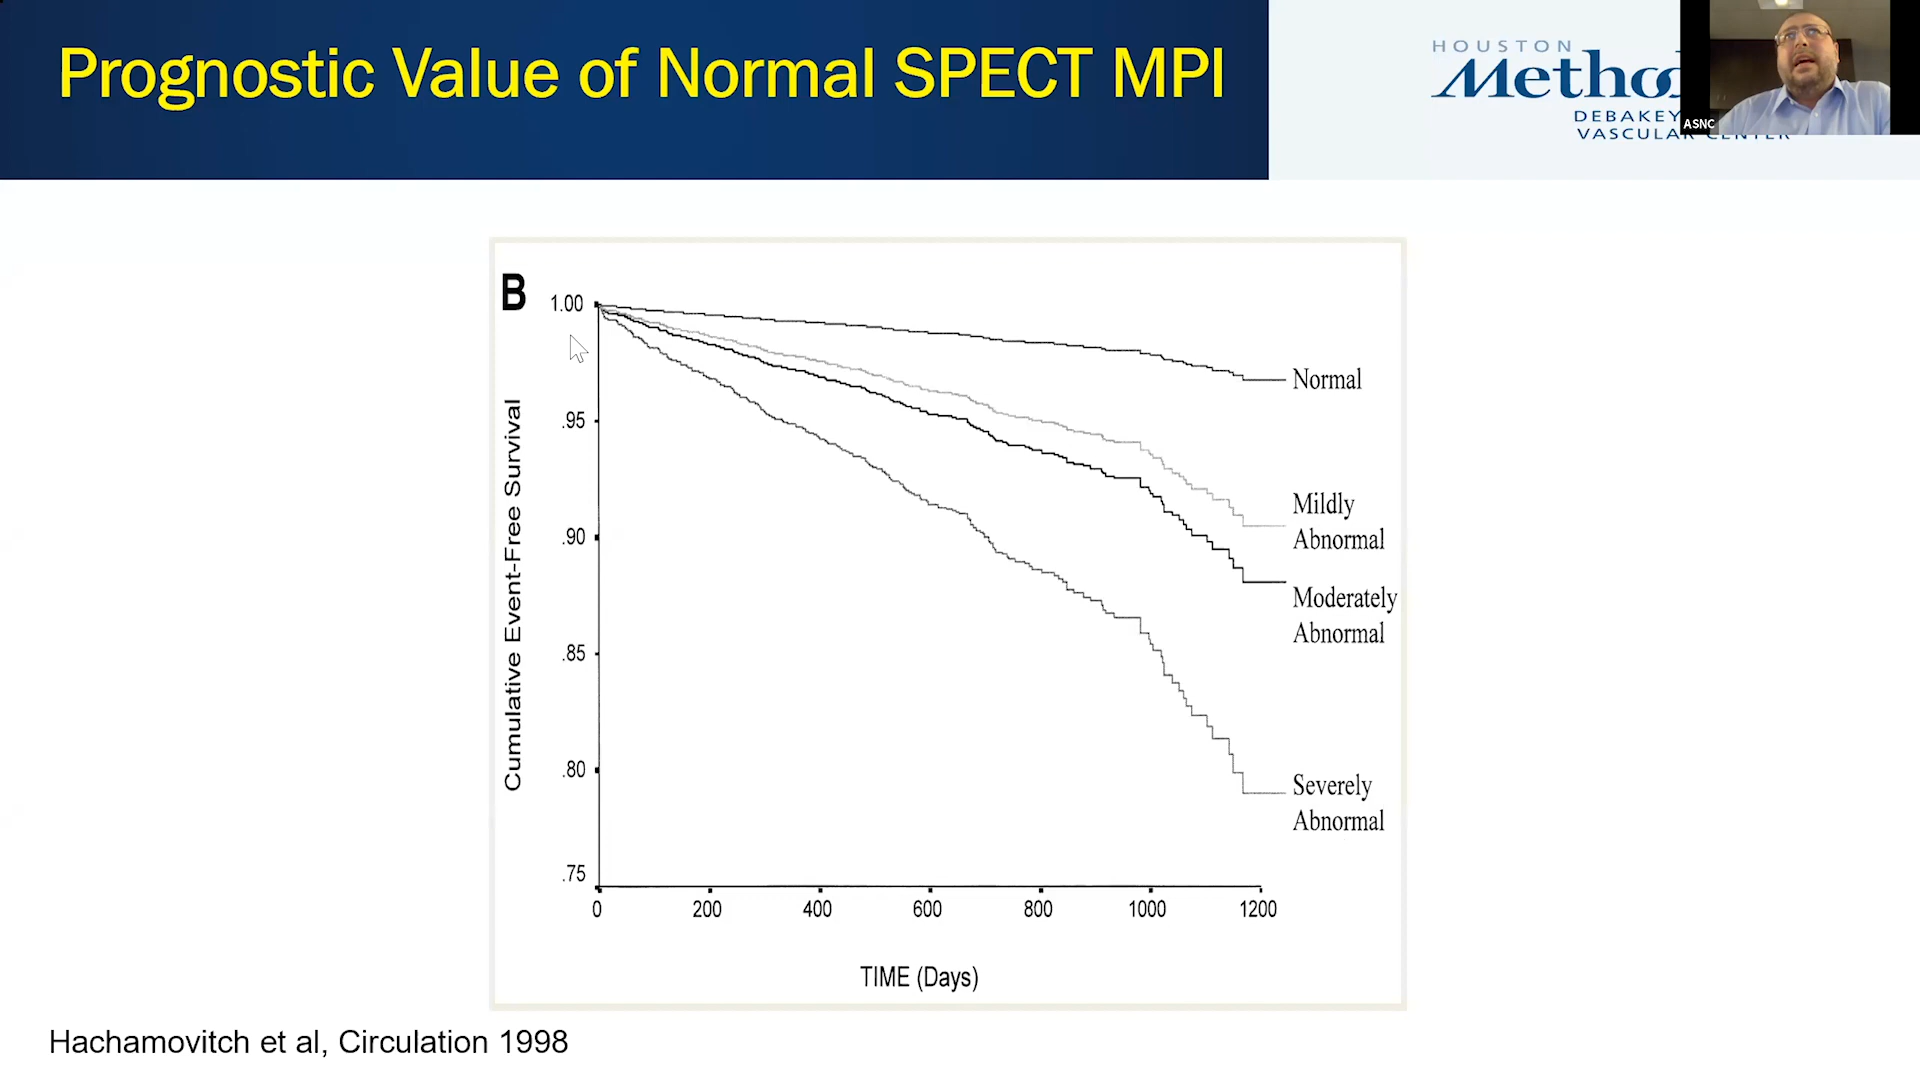 Prognostic Value of Normal SPECT MPI
HOUSTON
DEBAKEY
VASCULAR CENTER
ASNC
B
1.00
.95
.90
.85
.80
.75
Cumulative Event-Free Survival
Normal
Mildly
Abnormal
Moderately
Abnormal
Severely
Abnormal
0 200 400 600 800 1000 1200
TIME (Days)
Hachamovitch et al, Circulation 1998